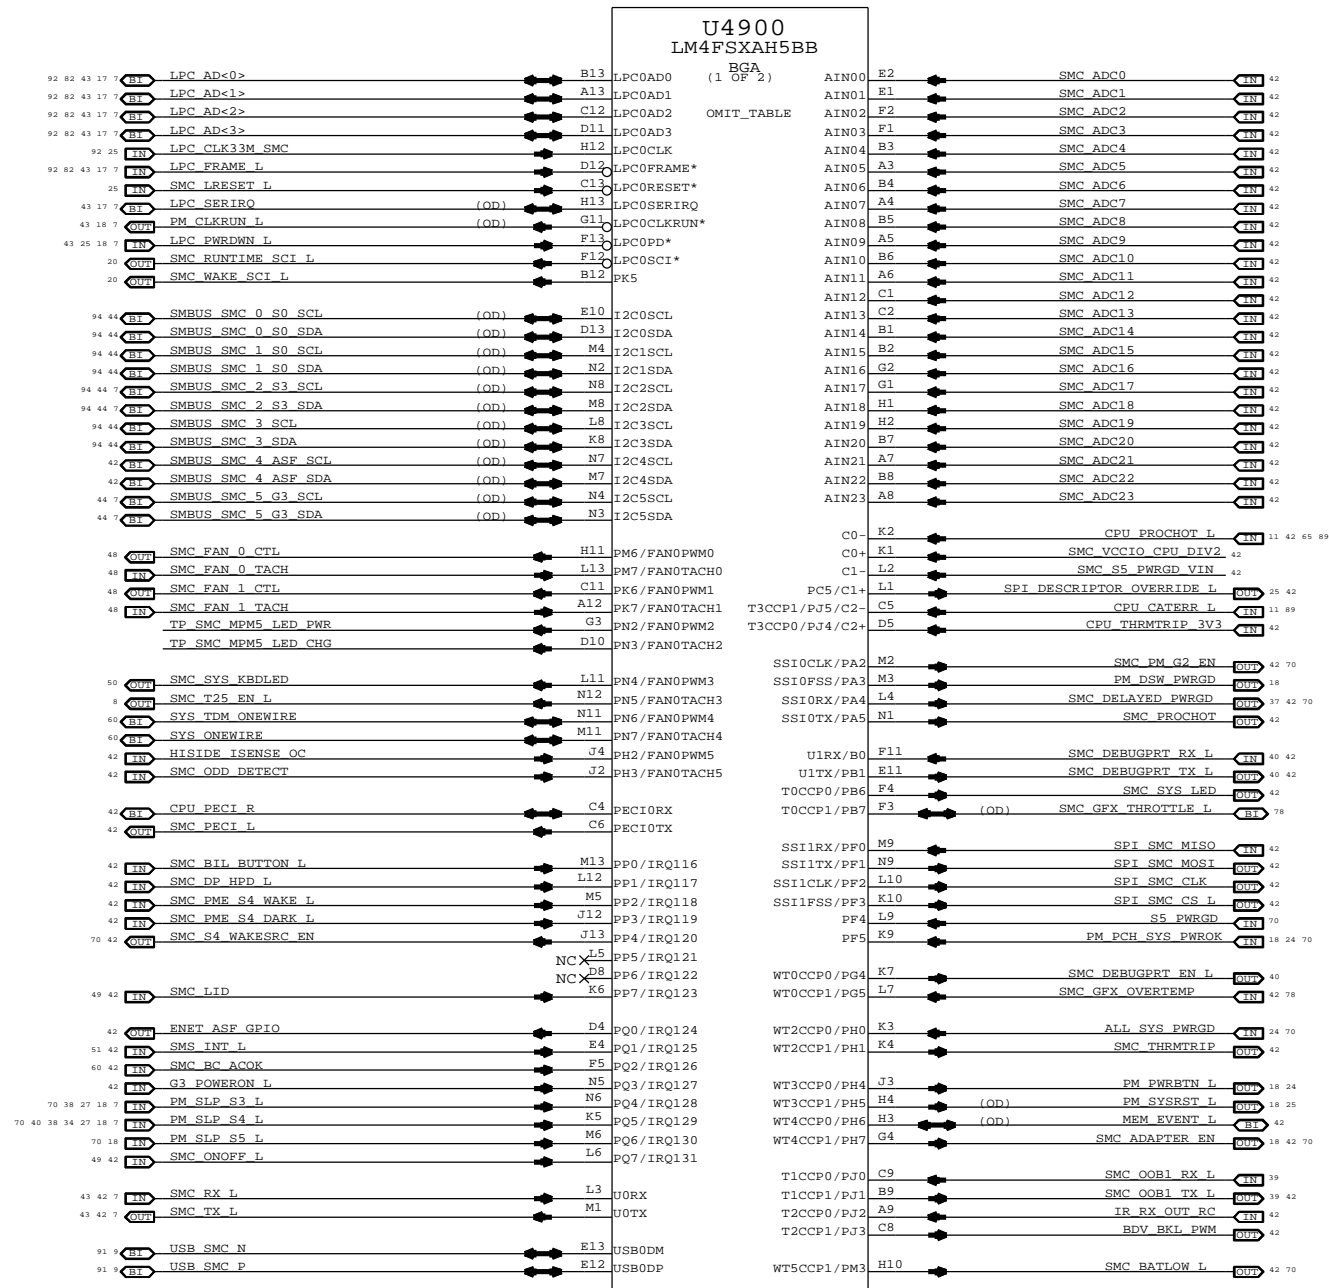 U4900
LM4FSXAH5BB
BGA
(1 OF 2)
OMIT_TABLE
92 82 43 17 7 BI LPC_AD<0> B13 LPC0AD0
92 82 43 17 7 BI LPC_AD<1> A13 LPC0AD1
92 82 43 17 7 BI LPC_AD<2> C12 LPC0AD2
92 82 43 17 7 BI LPC_AD<3> D11 LPC0AD3
92 25 IN LPC_CLK33M_SMC H12 LPC0CLK
92 82 43 17 7 IN LPC_FRAME_L D12 LPC0FRAME*
25 IN SMC_LRESET_L C13 LPC0RESET*
43 17 7 BI LPC_SERIRQ (OD) H13 LPC0SERIRQ
43 18 7 OUT PM_CLKRUN_L (OD) G11 LPC0CLKRUN*
43 25 18 7 IN LPC_PWRDWN_L F13 LPC0PD*
20 OUT SMC_RUNTIME_SCI_L F12 LPC0SCI*
20 OUT SMC_WAKE_SCI_L B12 PK5
94 44 BI SMBUS_SMC_0_S0_SCL (OD) E10 I2C0SCL
94 44 BI SMBUS_SMC_0_S0_SDA (OD) D13 I2C0SDA
94 44 BI SMBUS_SMC_1_S0_SCL (OD) M4 I2C1SCL
94 44 BI SMBUS_SMC_1_S0_SDA (OD) N2 I2C1SDA
94 44 7 BI SMBUS_SMC_2_S3_SCL (OD) N8 I2C2SCL
94 44 7 BI SMBUS_SMC_2_S3_SDA (OD) M8 I2C2SDA
94 44 BI SMBUS_SMC_3_SCL (OD) L8 I2C3SCL
94 44 BI SMBUS_SMC_3_SDA (OD) K8 I2C3SDA
42 BI SMBUS_SMC_4_ASF_SCL (OD) N7 I2C4SCL
42 BI SMBUS_SMC_4_ASF_SDA (OD) M7 I2C4SDA
44 7 BI SMBUS_SMC_5_G3_SCL (OD) N4 I2C5SCL
44 7 BI SMBUS_SMC_5_G3_SDA (OD) N3 I2C5SDA
48 OUT SMC_FAN_0_CTL H11 PM6/FAN0PWM0
48 IN SMC_FAN_0_TACH L13 PM7/FAN0TACH0
48 OUT SMC_FAN_1_CTL C11 PK6/FAN0PWM1
48 IN SMC_FAN_1_TACH A12 PK7/FAN0TACH1
TP_SMC_MPM5_LED_PWR G3 PN2/FAN0PWM2
TP_SMC_MPM5_LED_CHG D10 PN3/FAN0TACH2
50 OUT SMC_SYS_KBDLED L11 PN4/FAN0PWM3
8 OUT SMC_T25_EN_L N12 PN5/FAN0TACH3
60 BI SYS_TDM_ONEWIRE N11 PN6/FAN0PWM4
60 BI SYS_ONEWIRE M11 PN7/FAN0TACH4
42 IN HISIDE_ISENSE_OC J4 PH2/FAN0PWM5
42 IN SMC_ODD_DETECT J2 PH3/FAN0TACH5
42 BI CPU_PECI_R C4 PECI0RX
42 OUT SMC_PECI_L C6 PECI0TX
42 IN SMC_BIL_BUTTON_L M13 PP0/IRQ116
42 IN SMC_DP_HPD_L L12 PP1/IRQ117
42 IN SMC_PME_S4_WAKE_L M5 PP2/IRQ118
42 IN SMC_PME_S4_DARK_L J12 PP3/IRQ119
70 42 OUT SMC_S4_WAKESRC_EN J13 PP4/IRQ120
NC L5 PP5/IRQ121
NC D8 PP6/IRQ122
49 42 IN SMC_LID K6 PP7/IRQ123
42 OUT ENET_ASF_GPIO D4 PQ0/IRQ124
51 42 IN SMS_INT_L E4 PQ1/IRQ125
60 42 IN SMC_BC_ACOK F5 PQ2/IRQ126
42 IN G3_POWERON_L N5 PQ3/IRQ127
70 38 27 18 7 IN PM_SLP_S3_L N6 PQ4/IRQ128
70 40 38 34 27 18 7 IN PM_SLP_S4_L K5 PQ5/IRQ129
70 18 IN PM_SLP_S5_L M6 PQ6/IRQ130
49 42 IN SMC_ONOFF_L L6 PQ7/IRQ131
43 42 7 IN SMC_RX_L L3 U0RX
43 42 7 OUT SMC_TX_L M1 U0TX
91 9 BI USB_SMC_N E13 USB0DM
91 9 BI USB_SMC_P E12 USB0DP
AIN00 E2 SMC_ADC0 IN 42
AIN01 E1 SMC_ADC1 IN 42
AIN02 F2 SMC_ADC2 IN 42
AIN03 F1 SMC_ADC3 IN 42
AIN04 B3 SMC_ADC4 IN 42
AIN05 A3 SMC_ADC5 IN 42
AIN06 B4 SMC_ADC6 IN 42
AIN07 A4 SMC_ADC7 IN 42
AIN08 B5 SMC_ADC8 IN 42
AIN09 A5 SMC_ADC9 IN 42
AIN10 B6 SMC_ADC10 IN 42
AIN11 A6 SMC_ADC11 IN 42
AIN12 C1 SMC_ADC12 IN 42
AIN13 C2 SMC_ADC13 IN 42
AIN14 B1 SMC_ADC14 IN 42
AIN15 B2 SMC_ADC15 IN 42
AIN16 G2 SMC_ADC16 IN 42
AIN17 G1 SMC_ADC17 IN 42
AIN18 H1 SMC_ADC18 IN 42
AIN19 H2 SMC_ADC19 IN 42
AIN20 B7 SMC_ADC20 IN 42
AIN21 A7 SMC_ADC21 IN 42
AIN22 B8 SMC_ADC22 IN 42
AIN23 A8 SMC_ADC23 IN 42
C0- K2 CPU_PROCHOT_L IN 11 42 65 89
C0+ K1 SMC_VCCIO_CPU_DIV2 42
C1- L2 SMC_S5_PWRGD_VIN 42
PC5/C1+ L1 SPI_DESCRIPTOR_OVERRIDE_L OUT 25 42
T3CCP1/PJ5/C2- C5 CPU_CATERR_L IN 11 89
T3CCP0/PJ4/C2+ D5 CPU_THRMTRIP_3V3 IN 42
SSI0CLK/PA2 M2 SMC_PM_G2_EN OUT 42 70
SSI0FSS/PA3 M3 PM_DSW_PWRGD OUT 18
SSI0RX/PA4 L4 SMC_DELAYED_PWRGD OUT 37 42 70
SSI0TX/PA5 N1 SMC_PROCHOT OUT 42
U1RX/B0 F11 SMC_DEBUGPRT_RX_L IN 40 42
U1TX/PB1 E11 SMC_DEBUGPRT_TX_L OUT 40 42
T0CCP0/PB6 F4 SMC_SYS_LED OUT 42
T0CCP1/PB7 F3 (OD) SMC_GFX_THROTTLE_L BI 78
SSI1RX/PF0 M9 SPI_SMC_MISO IN 42
SSI1TX/PF1 N9 SPI_SMC_MOSI OUT 42
SSI1CLK/PF2 L10 SPI_SMC_CLK OUT 42
SSI1FSS/PF3 K10 SPI_SMC_CS_L OUT 42
PF4 L9 S5_PWRGD IN 70
PF5 K9 PM_PCH_SYS_PWROK IN 18 24 70
WT0CCP0/PG4 K7 SMC_DEBUGPRT_EN_L OUT 40
WT0CCP1/PG5 L7 SMC_GFX_OVERTEMP IN 42 78
WT2CCP0/PH0 K3 ALL_SYS_PWRGD IN 24 70
WT2CCP1/PH1 K4 SMC_THRMTRIP OUT 42
WT3CCP0/PH4 J3 PM_PWRBTN_L OUT 18 24
WT3CCP1/PH5 H4 (OD) PM_SYSRST_L OUT 18 25
WT4CCP0/PH6 H3 (OD) MEM_EVENT_L BI 42
WT4CCP1/PH7 G4 SMC_ADAPTER_EN OUT 18 42 70
T1CCP0/PJ0 C9 SMC_OOB1_RX_L IN 39
T1CCP1/PJ1 B9 SMC_OOB1_TX_L OUT 39 42
T2CCP0/PJ2 A9 IR_RX_OUT_RC IN 42
T2CCP1/PJ3 C8 BDV_BKL_PWM OUT 42
WT5CCP1/PM3 H10 SMC_BATLOW_L OUT 42 70